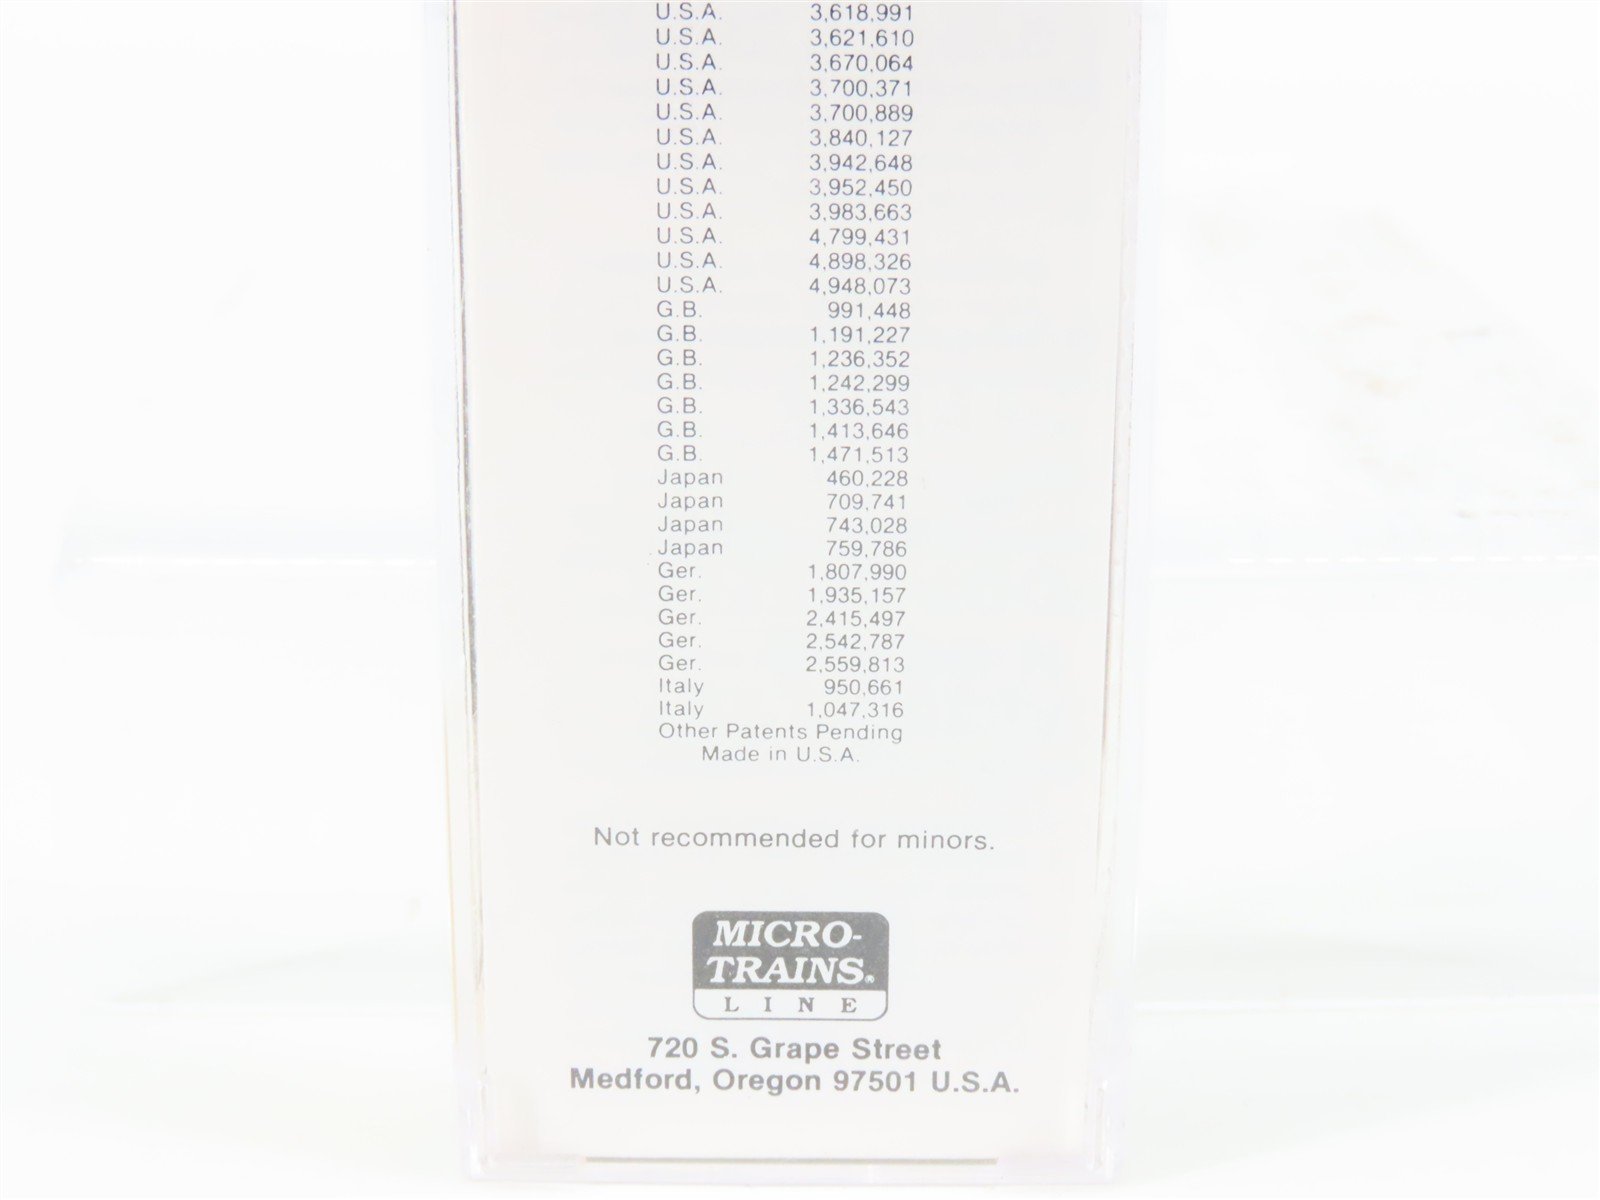 U.S.A. 3,618,991
U.S.A. 3,621,610
U.S.A. 3,670,064
U.S.A. 3,700,371
U.S.A. 3,700,889
U.S.A. 3,840,127
U.S.A. 3,942,648
U.S.A. 3,952,450
U.S.A. 3,983,663
U.S.A. 4,799,431
U.S.A. 4,898,326
U.S.A. 4,948,073
G.B. 991,448
G.B. 1,191,227
G.B. 1,236,352
G.B. 1,242,299
G.B. 1,336,543
G.B. 1,413,646
G.B. 1,471,513
Japan 460,228
Japan 709,741
Japan 743,028
Japan 759,786
Ger. 1,807,990
Ger. 1,935,157
Ger. 2,415,497
Ger. 2,542,787
Ger. 2,559,813
Italy 950,661
Italy 1,047,316
Other Patents Pending
Made in U.S.A.
Not recommended for minors.
MICRO-
TRAINS®
LINE
720 S. Grape Street
Medford, Oregon 97501 U.S.A.